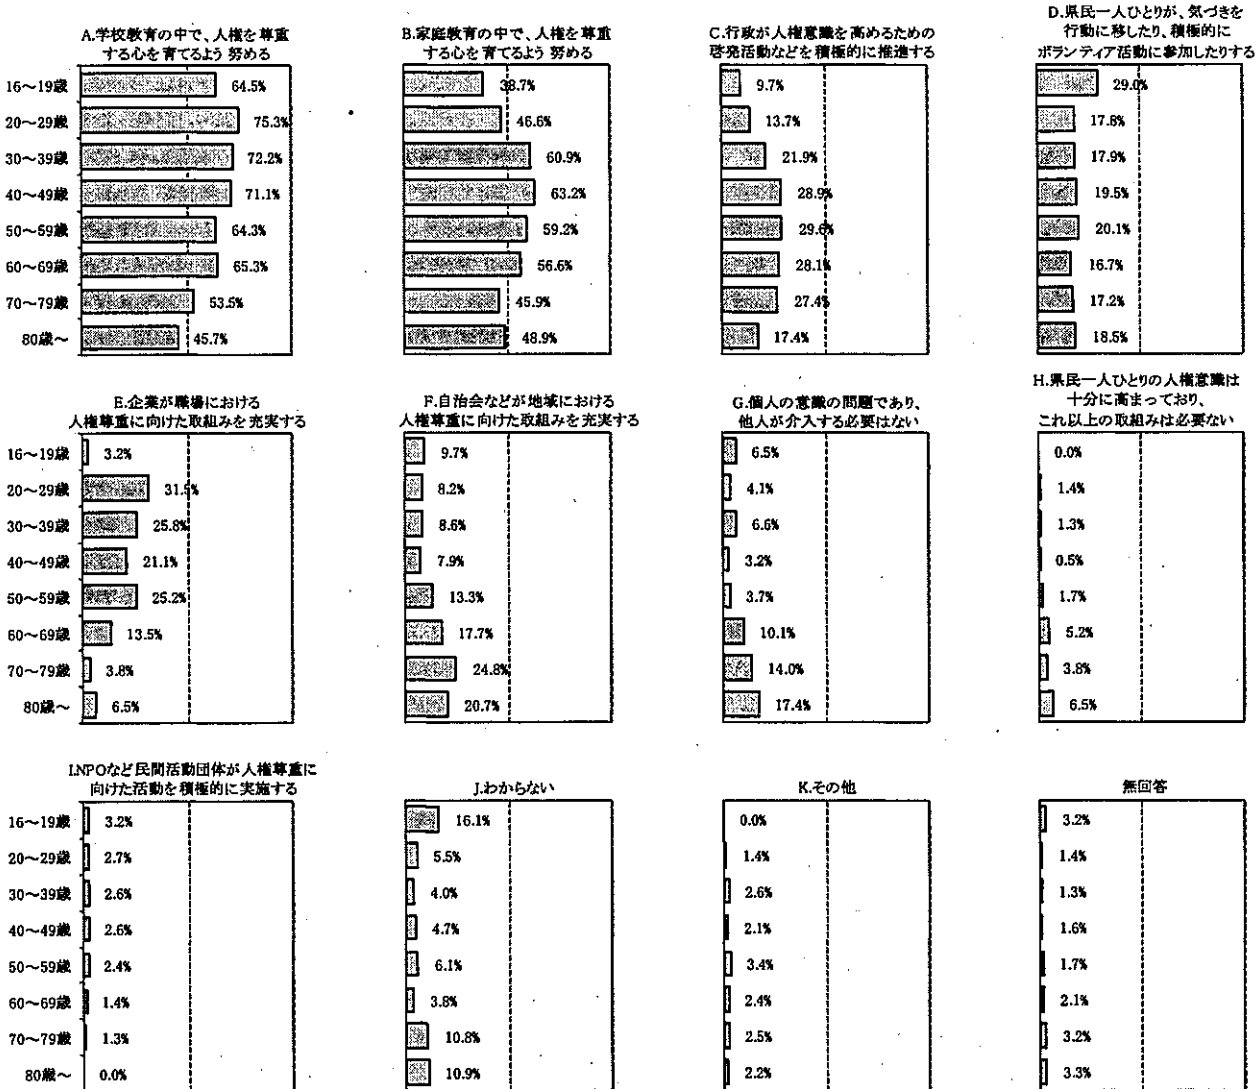 A.学校教育の中で、人権を尊重
する心を育てるよう 努める
B.家庭教育の中で、人権を尊重
する心を育てるよう 努める
C.行政が人権意識を高めるための
啓発活動などを積極的に推進する
D.県民一人ひとりが、気づきを
行動に移したり、積極的に
ボランティア活動に参加したりする
16～19歳 64.5% 38.7% 9.7% 29.0%
20～29歳 75.3% 46.6% 13.7% 17.8%
30～39歳 72.2% 60.9% 21.9% 17.9%
40～49歳 71.1% 63.2% 28.9% 19.5%
50～59歳 64.3% 59.2% 29.6% 20.1%
60～69歳 65.3% 56.6% 28.1% 16.7%
70～79歳 53.5% 45.9% 27.4% 17.2%
80歳～ 45.7% 48.9% 17.4% 18.5%
E.企業が職場における
人権尊重に向けた取組みを充実する
F.自治会などが地域における
人権尊重に向けた取組みを充実する
G.個人の意識の問題であり、
他人が介入する必要はない
H.県民一人ひとりの人権意識は
十分に高まっており、
これ以上の取組みは必要ない
16～19歳 3.2% 9.7% 6.5% 0.0%
20～29歳 31.5% 8.2% 4.1% 1.4%
30～39歳 25.8% 8.6% 6.6% 1.3%
40～49歳 21.1% 7.9% 3.2% 0.5%
50～59歳 25.2% 13.3% 3.7% 1.7%
60～69歳 13.5% 17.7% 10.1% 5.2%
70～79歳 3.8% 24.8% 14.0% 3.8%
80歳～ 6.5% 20.7% 17.4% 6.5%
I.NPOなど民間活動団体が人権尊重に
向けた活動を積極的に実施する
J.わからない
K.その他
無回答
16～19歳 3.2% 16.1% 0.0% 3.2%
20～29歳 2.7% 5.5% 1.4% 1.4%
30～39歳 2.6% 4.0% 2.6% 1.3%
40～49歳 2.6% 4.7% 2.1% 1.6%
50～59歳 2.4% 6.1% 3.4% 1.7%
60～69歳 1.4% 3.8% 2.4% 2.1%
70～79歳 1.3% 10.8% 2.5% 3.2%
80歳～ 0.0% 10.9% 2.2% 3.3%